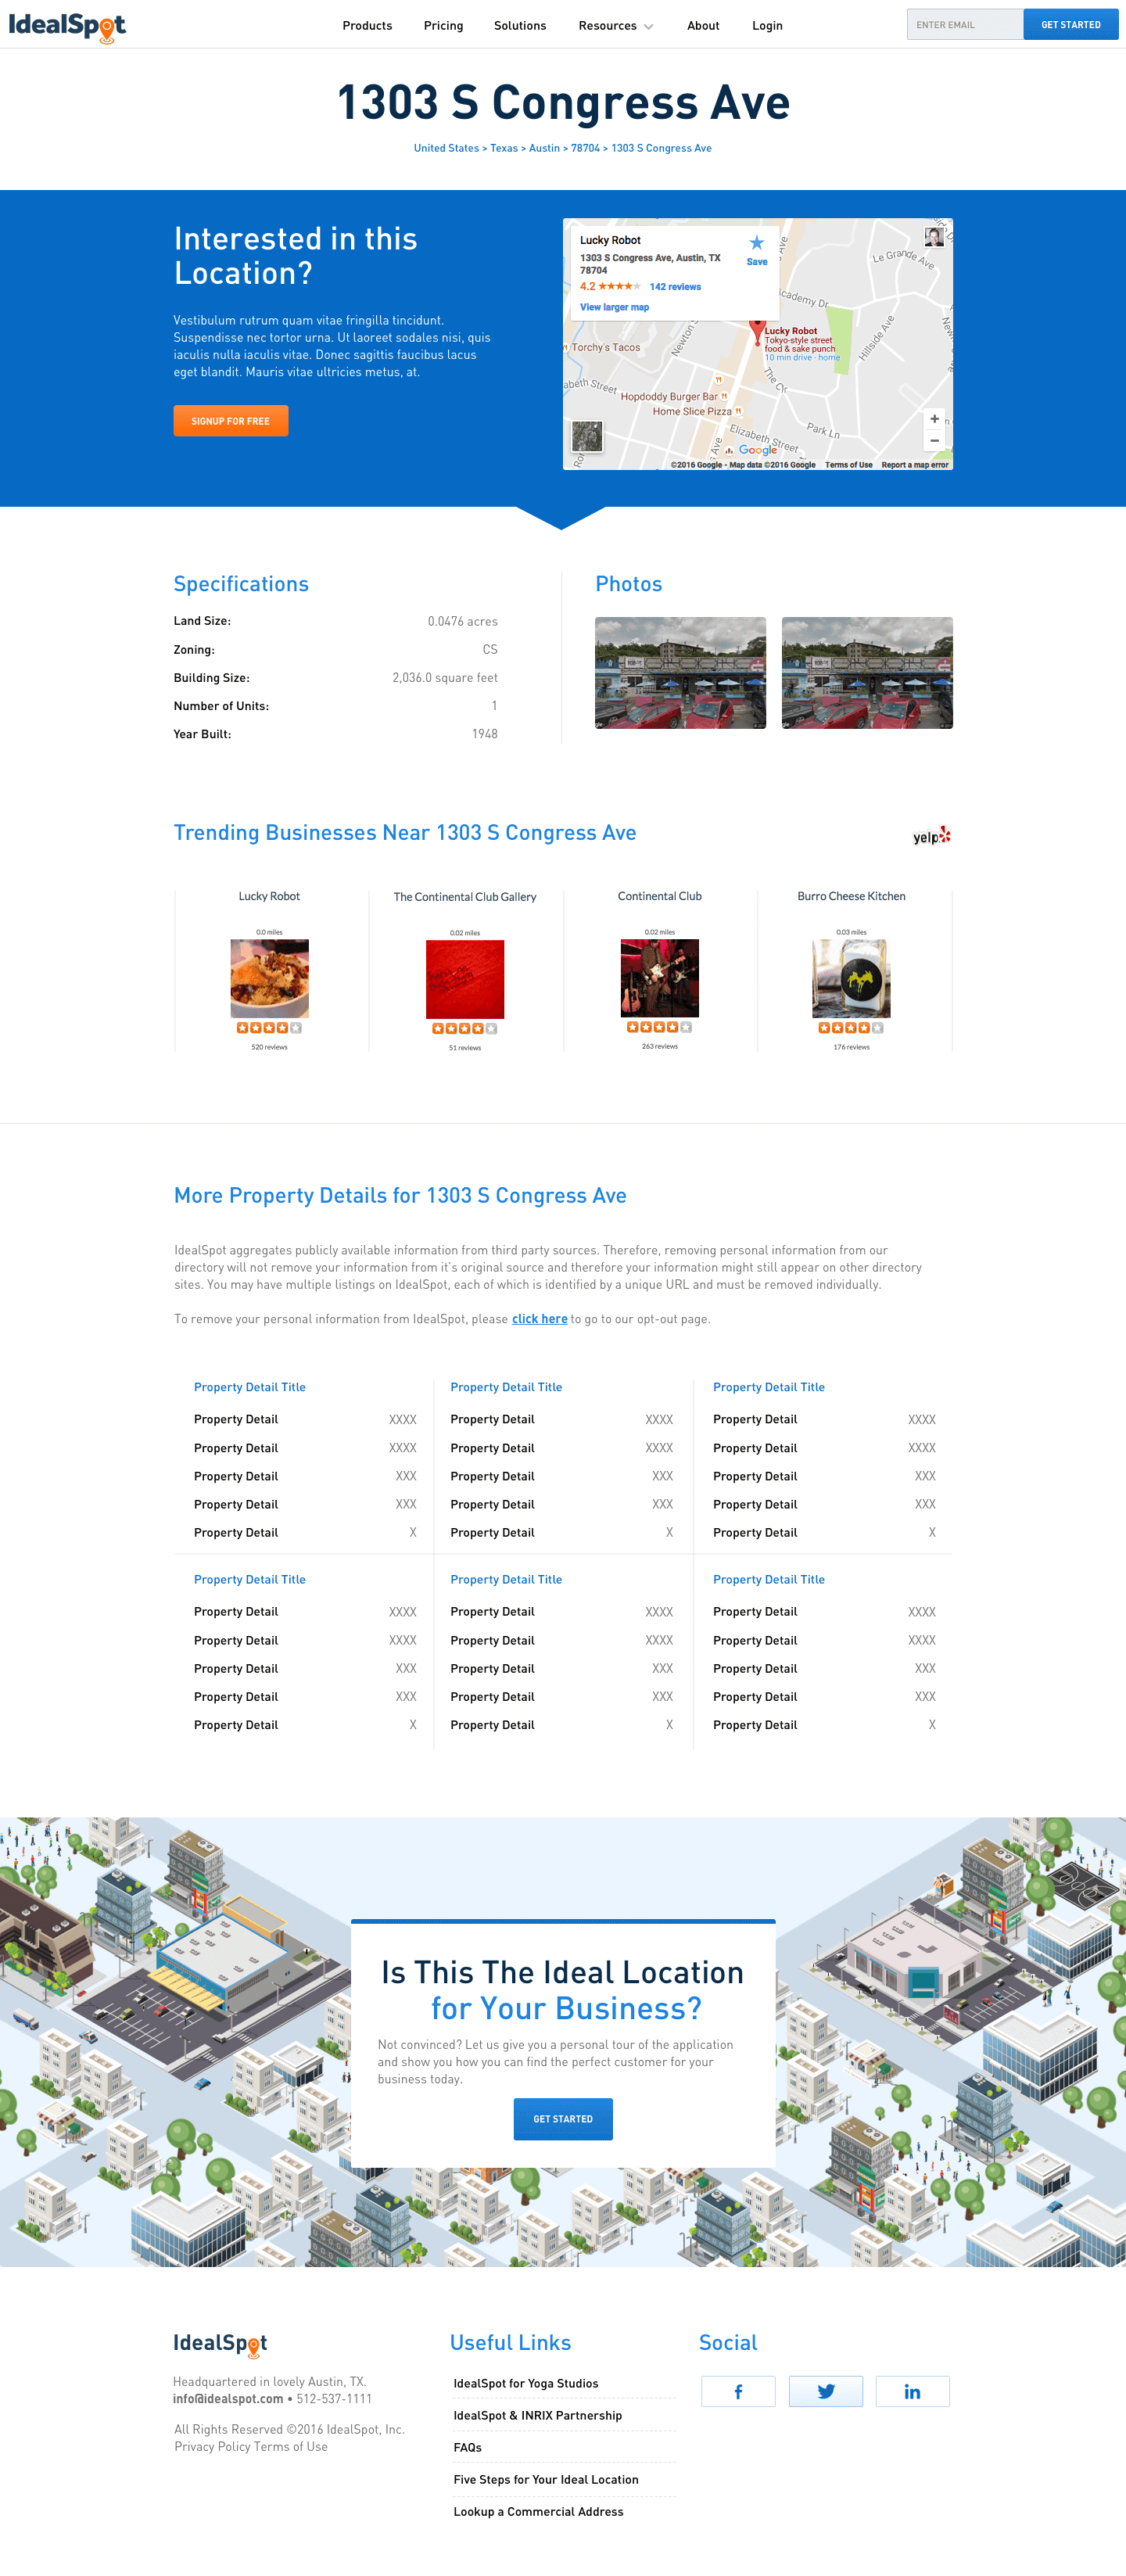 IdealSpot
Products
Pricing
Solutions
Resources
About
Login
ENTER EMAIL
GET STARTED
1303 S Congress Ave
United States > Texas > Austin > 78704 > 1303 S Congress Ave
Interested in this
Location?
Vestibulum rutrum quam vitae fringilla tincidunt.
Suspendisse nec tortor urna. Ut laoreet sodales nisi, quis
iaculis nulla iaculis vitae. Donec sagittis faucibus lacus
eget blandit. Mauris vitae ultricies metus, at.
SIGNUP FOR FREE
Lucky Robot
1303 S Congress Ave, Austin, TX
78704
4.2 ★★★★★ 142 reviews
View larger map
Save
Le Grande Ave
Academy Dr
Hillside Ave
Newton S
The Cir
Torchy's Tacos
Lucky Robot
Tokyo-style street
food & sake punch
10 min drive - home
abeth Street
Hopdoddy Burger Bar
Home Slice Pizza
Elizabeth Street
Park Ln
Google
©2016 Google - Map data ©2016 Google
Terms of Use
Report a map error
Specifications
Land Size: 0.0476 acres
Zoning: CS
Building Size: 2,036.0 square feet
Number of Units: 1
Year Built: 1948
Photos
Trending Businesses Near 1303 S Congress Ave
yelp
Lucky Robot
0.0 miles
520 reviews
The Continental Club Gallery
0.02 miles
51 reviews
Continental Club
0.02 miles
263 reviews
Burro Cheese Kitchen
0.03 miles
176 reviews
More Property Details for 1303 S Congress Ave
IdealSpot aggregates publicly available information from third party sources. Therefore, removing personal information from our
directory will not remove your information from it's original source and therefore your information might still appear on other directory
sites. You may have multiple listings on IdealSpot, each of which is identified by a unique URL and must be removed individually.
To remove your personal information from IdealSpot, please click here to go to our opt-out page.
Property Detail Title
Property Detail XXXX
Property Detail XXXX
Property Detail XXX
Property Detail XXX
Property Detail X
Property Detail Title
Property Detail XXXX
Property Detail XXXX
Property Detail XXX
Property Detail XXX
Property Detail X
Property Detail Title
Property Detail XXXX
Property Detail XXXX
Property Detail XXX
Property Detail XXX
Property Detail X
Property Detail Title
Property Detail XXXX
Property Detail XXXX
Property Detail XXX
Property Detail XXX
Property Detail X
Property Detail Title
Property Detail XXXX
Property Detail XXXX
Property Detail XXX
Property Detail XXX
Property Detail X
Property Detail Title
Property Detail XXXX
Property Detail XXXX
Property Detail XXX
Property Detail XXX
Property Detail X
Is This The Ideal Location
for Your Business?
Not convinced? Let us give you a personal tour of the application
and show you how you can find the perfect customer for your
business today.
GET STARTED
IdealSpot
Headquartered in lovely Austin, TX.
info@idealspot.com • 512-537-1111
All Rights Reserved ©2016 IdealSpot, Inc.
Privacy Policy Terms of Use
Useful Links
IdealSpot for Yoga Studios
IdealSpot & INRIX Partnership
FAQs
Five Steps for Your Ideal Location
Lookup a Commercial Address
Social
f
in